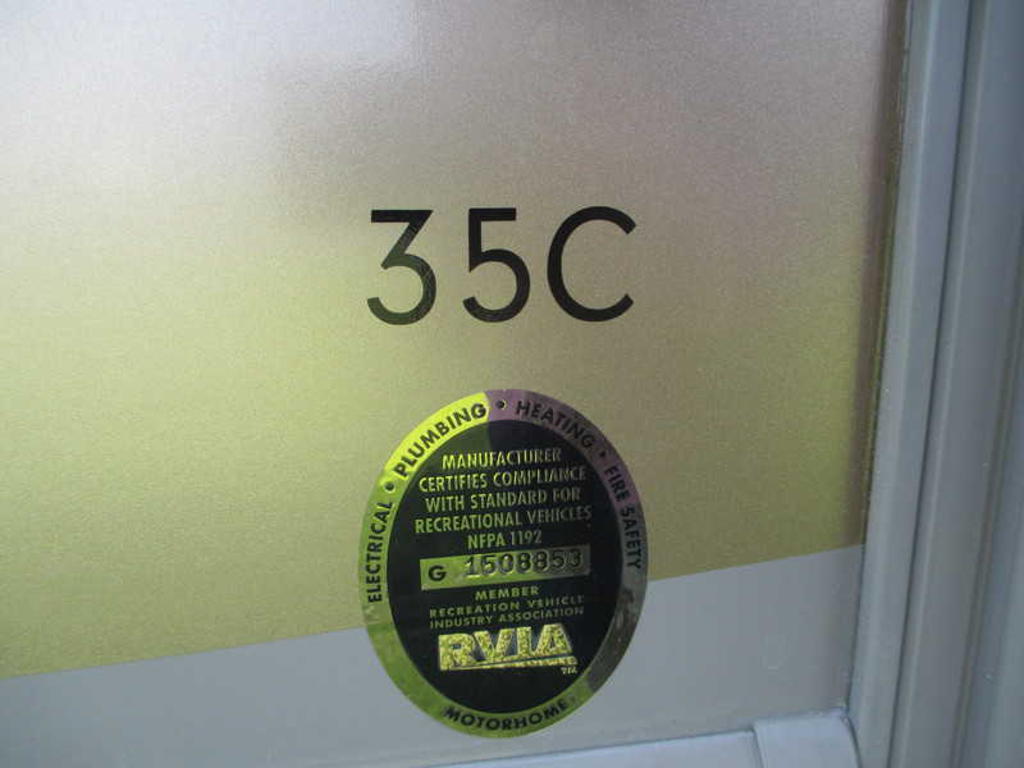 35C
ELECTRICAL • PLUMBING • HEATING • FIRE SAFETY
MANUFACTURER
CERTIFIES COMPLIANCE
WITH STANDARD FOR
RECREATIONAL VEHICLES
NFPA 1192
G 1508853
MEMBER
RECREATION VEHICLE
INDUSTRY ASSOCIATION
RVIA
TM
MOTORHOME